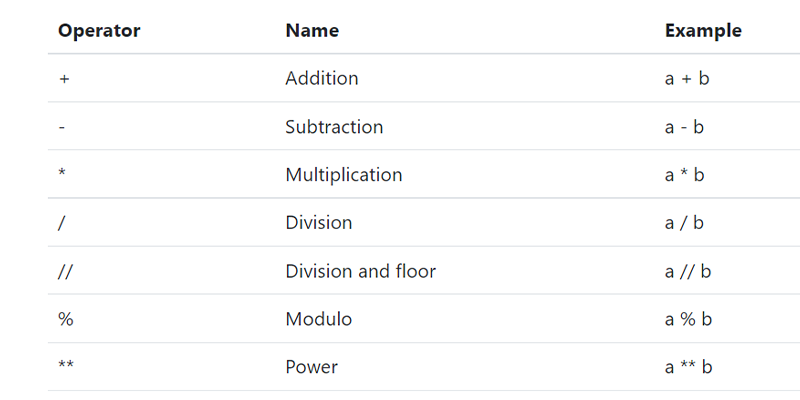 Operator Name Example
+ Addition a + b
- Subtraction a - b
* Multiplication a * b
/ Division a / b
// Division and floor a // b
% Modulo a % b
** Power a ** b